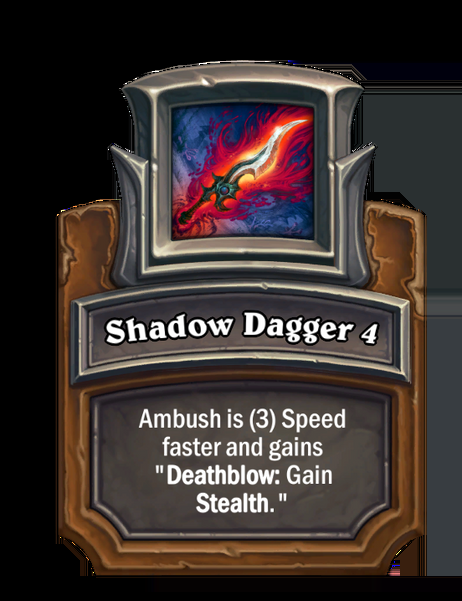 Shadow Dagger 4
Ambush is (3) Speed
faster and gains
"Deathblow: Gain
Stealth."